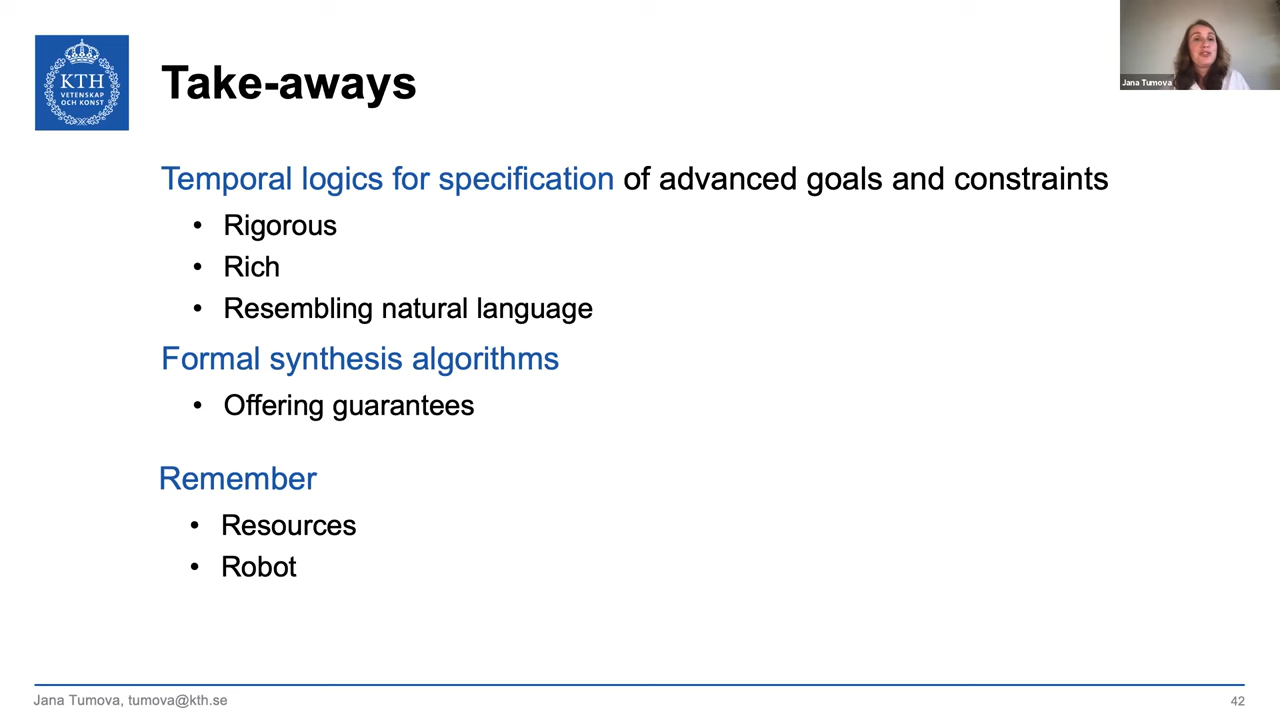 KTH
VETENSKAP
OCH KONST
Take-aways
Jana Tumova
Temporal logics for specification of advanced goals and constraints
• Rigorous
• Rich
• Resembling natural language
Formal synthesis algorithms
• Offering guarantees
Remember
• Resources
• Robot
Jana Tumova, tumova@kth.se
42